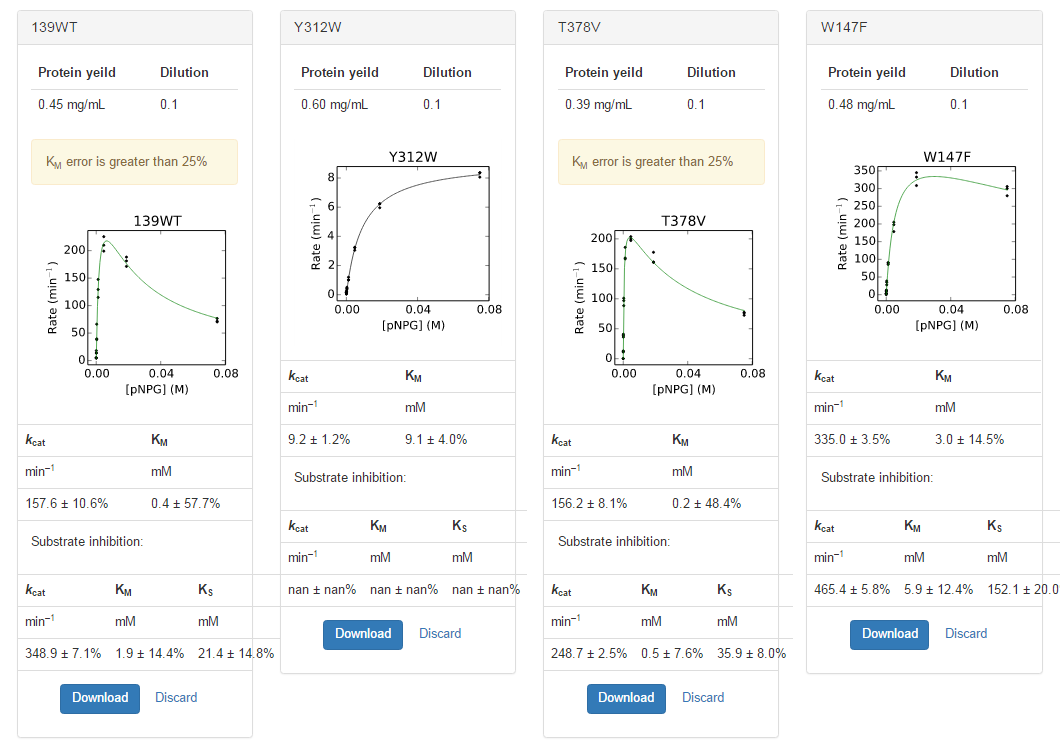 139WT
Protein yeild Dilution
0.45 mg/mL 0.1
KM error is greater than 25%
139WT
Rate (min⁻¹)
200
150
100
50
0
0.00 0.04 0.08
[pNPG] (M)
kcat KM
min⁻¹ mM
157.6 ± 10.6% 0.4 ± 57.7%
Substrate inhibition:
kcat KM KS
min⁻¹ mM mM
348.9 ± 7.1% 1.9 ± 14.4% 21.4 ± 14.8%
Download Discard
Y312W
Protein yeild Dilution
0.60 mg/mL 0.1
Y312W
Rate (min⁻¹)
8
6
4
2
0
0.00 0.04 0.08
[pNPG] (M)
kcat KM
min⁻¹ mM
9.2 ± 1.2% 9.1 ± 4.0%
Substrate inhibition:
kcat KM KS
min⁻¹ mM mM
nan ± nan% nan ± nan% nan ± nan%
Download Discard
T378V
Protein yeild Dilution
0.39 mg/mL 0.1
KM error is greater than 25%
T378V
Rate (min⁻¹)
200
150
100
50
0
0.00 0.04 0.08
[pNPG] (M)
kcat KM
min⁻¹ mM
156.2 ± 8.1% 0.2 ± 48.4%
Substrate inhibition:
kcat KM KS
min⁻¹ mM mM
248.7 ± 2.5% 0.5 ± 7.6% 35.9 ± 8.0%
Download Discard
W147F
Protein yeild Dilution
0.48 mg/mL 0.1
W147F
Rate (min⁻¹)
350
300
250
200
150
100
50
0
0.00 0.04 0.08
[pNPG] (M)
kcat KM
min⁻¹ mM
335.0 ± 3.5% 3.0 ± 14.5%
Substrate inhibition:
kcat KM KS
min⁻¹ mM mM
465.4 ± 5.8% 5.9 ± 12.4% 152.1 ± 20.0
Download Discard